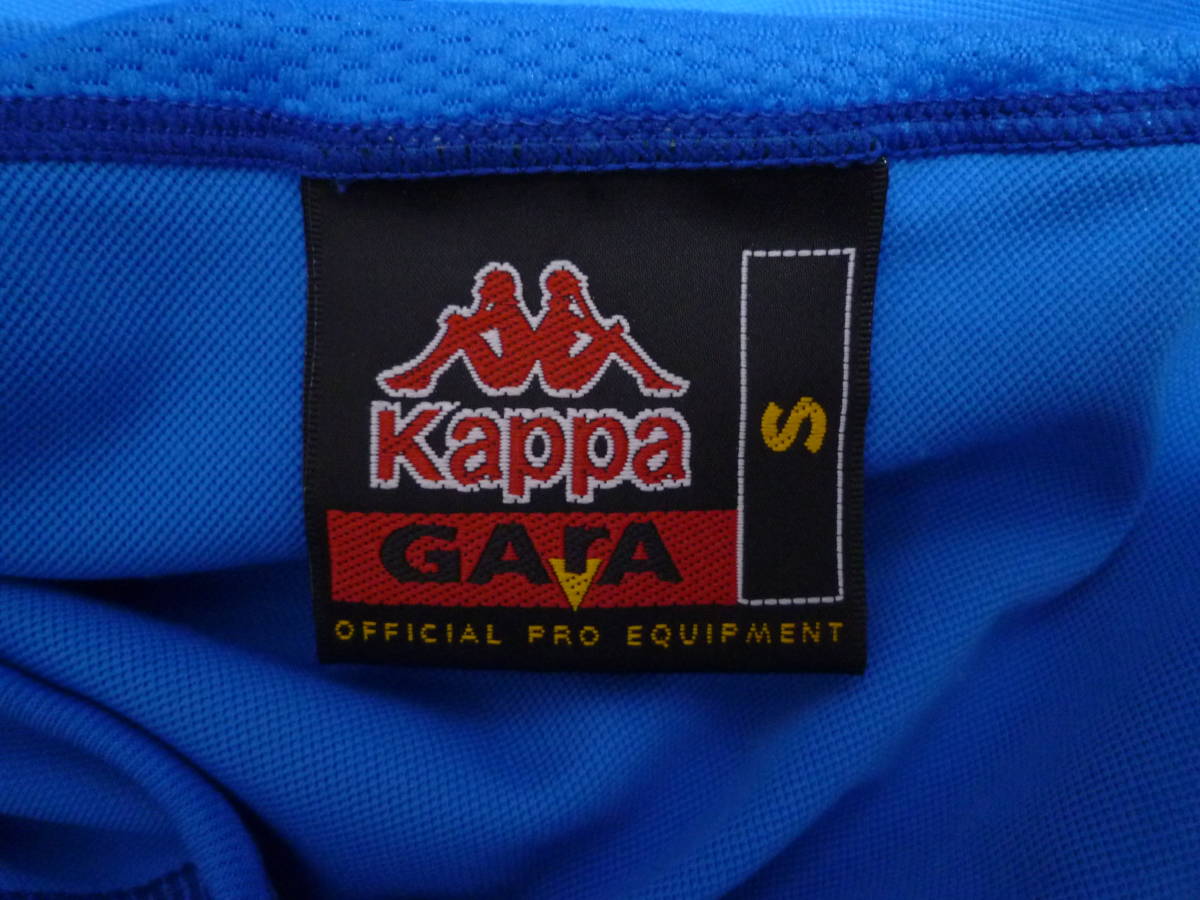 Kappa
S
GArA
OFFICIAL PRO EQUIPMENT